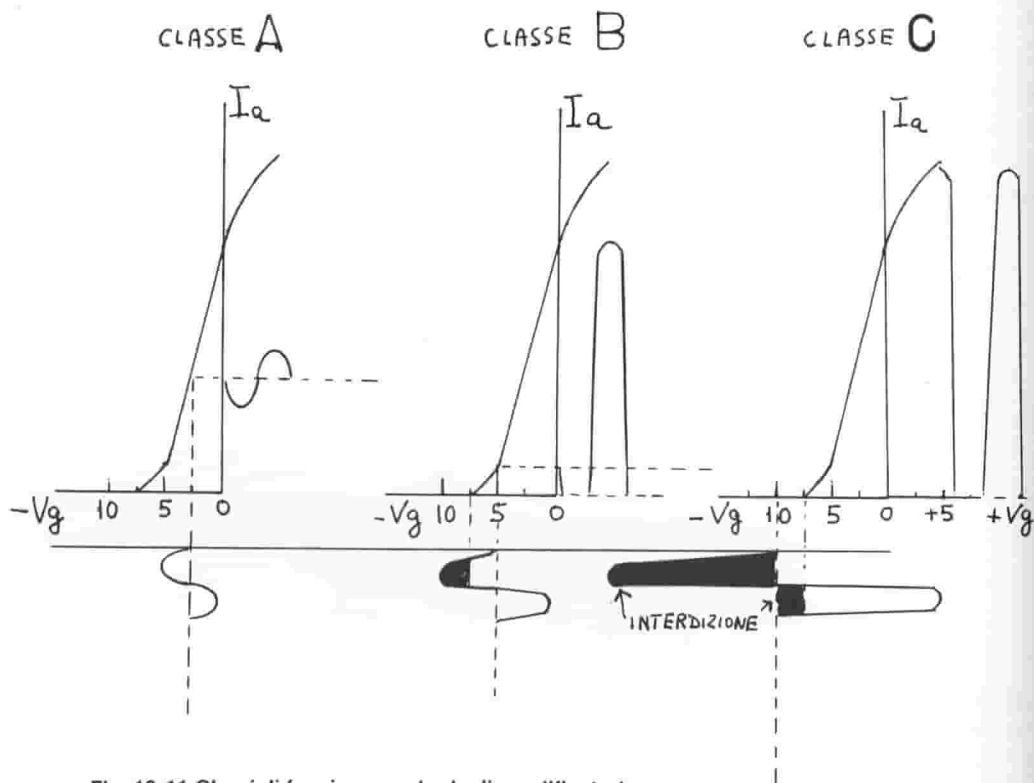 CLASSE A
CLASSE B
CLASSE C
Ia
Ia
Ia
-Vg 10 5 0
-Vg 10 5 0
-Vg 10 5 0 +5 +Vg
INTERDIZIONE